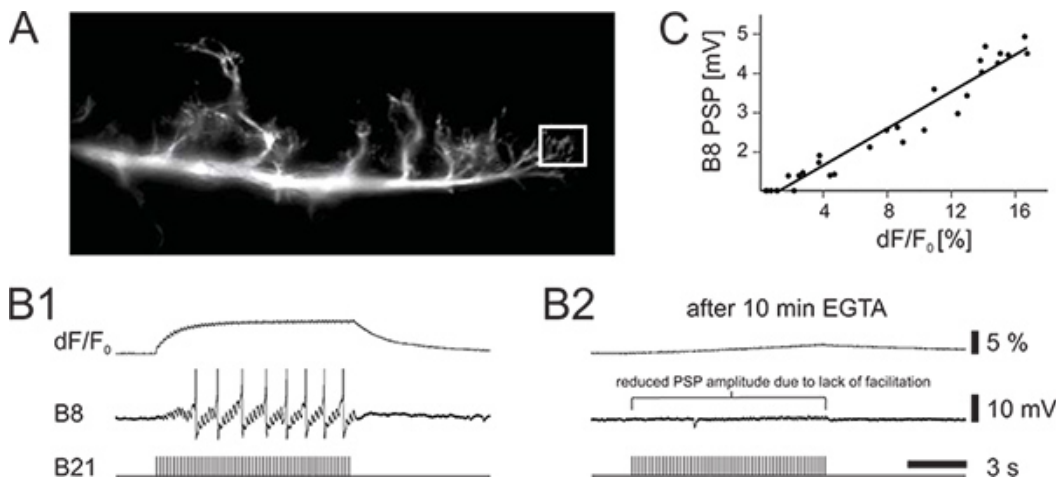 A
C
B8 PSP [mV]
5
4
3
2
4 8 12 16
dF/F₀ [%]
B1
dF/F₀
B8
B21
B2
after 10 min EGTA
5 %
reduced PSP amplitude due to lack of facilitation
10 mV
3 s